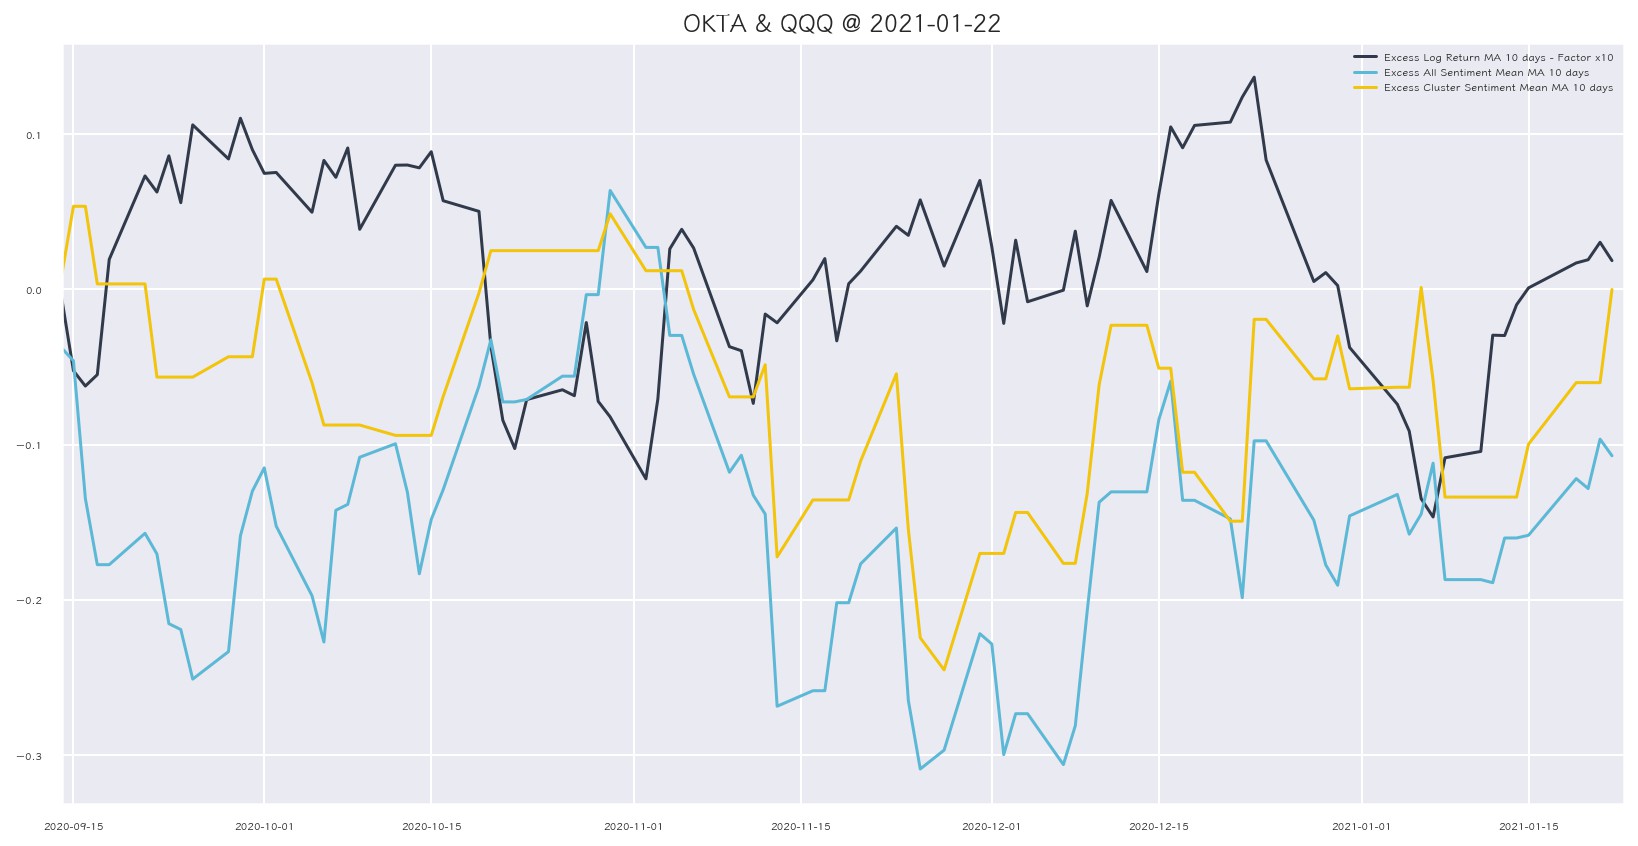 OKTA & QQQ @ 2021-01-22
Excess Log Return MA 10 days - Factor x10
Excess All Sentiment Mean MA 10 days
Excess Cluster Sentiment Mean MA 10 days
0.1
0.0
−0.1
−0.2
−0.3
2020-09-15 2020-10-01 2020-10-15 2020-11-01 2020-11-15 2020-12-01 2020-12-15 2021-01-01 2021-01-15